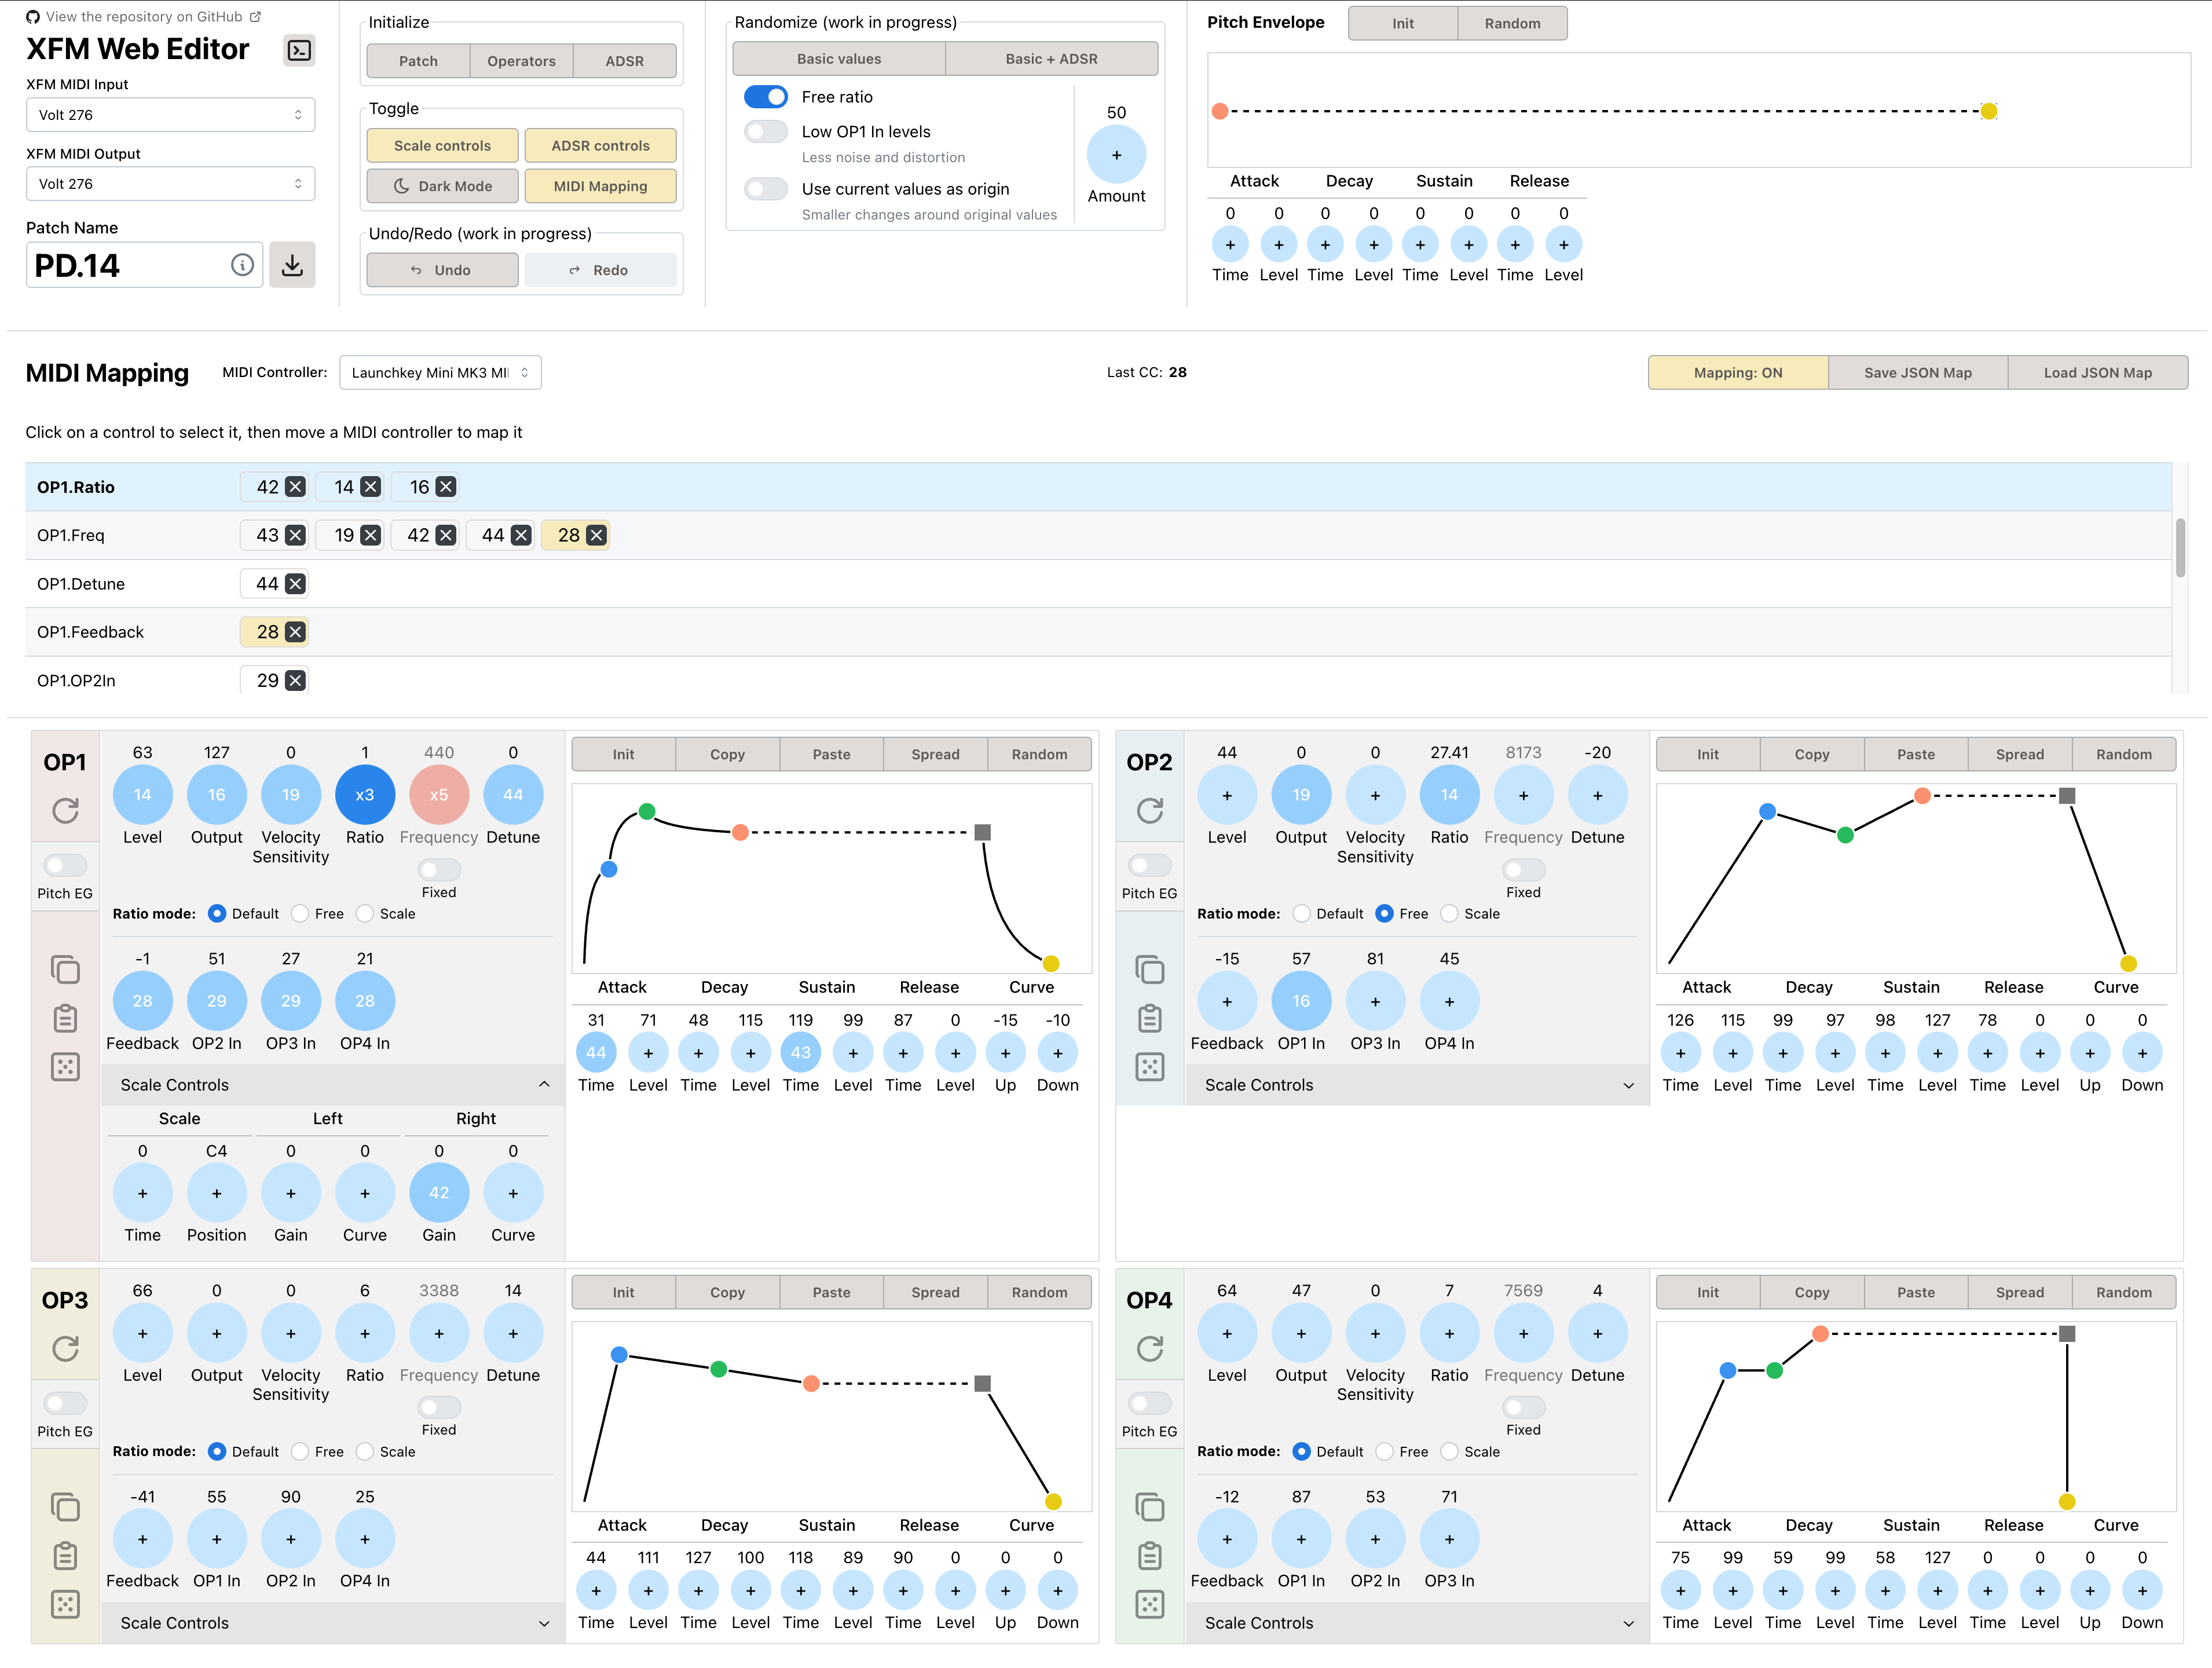 View the repository on GitHub
XFM Web Editor
XFM MIDI Input
Volt 276
XFM MIDI Output
Volt 276
Patch Name
PD.14
Initialize
Patch Operators ADSR
Toggle
Scale controls ADSR controls
Dark Mode MIDI Mapping
Undo/Redo (work in progress)
Undo Redo
Randomize (work in progress)
Basic values Basic + ADSR
Free ratio
Low OP1 In levels
Less noise and distortion
Use current values as origin
Smaller changes around original values
50
+
Amount
Pitch Envelope Init Random
Attack Decay Sustain Release
0 0 0 0 0 0 0 0
+ + + + + + + +
Time Level Time Level Time Level Time Level
MIDI Mapping MIDI Controller: Launchkey Mini MK3 MI Last CC: 28 Mapping: ON Save JSON Map Load JSON Map
Click on a control to select it, then move a MIDI controller to map it
OP1.Ratio 42 14 16
OP1.Freq 43 19 42 44 28
OP1.Detune 44
OP1.Feedback 28
OP1.OP2In 29
OP1
Pitch EG
63 127 0 1 440 0
14 16 19 x3 x5 44
Level Output Velocity Sensitivity Ratio Frequency Detune
Fixed
Ratio mode: Default Free Scale
-1 51 27 21
28 29 29 28
Feedback OP2 In OP3 In OP4 In
Scale Controls
Scale Left Right
0 C4 0 0 0 0
+ + + + 42 +
Time Position Gain Curve Gain Curve
Init Copy Paste Spread Random
Attack Decay Sustain Release Curve
31 71 48 115 119 99 87 0 -15 -10
44 + + + 43 + + + + +
Time Level Time Level Time Level Time Level Up Down
OP2
Pitch EG
44 0 0 27.41 8173 -20
+ 19 + 14 + +
Level Output Velocity Sensitivity Ratio Frequency Detune
Fixed
Ratio mode: Default Free Scale
-15 57 81 45
+ 16 + +
Feedback OP1 In OP3 In OP4 In
Scale Controls
Init Copy Paste Spread Random
Attack Decay Sustain Release Curve
126 115 99 97 98 127 78 0 0 0
+ + + + + + + + + +
Time Level Time Level Time Level Time Level Up Down
OP3
Pitch EG
66 0 0 6 3388 14
+ + + + + +
Level Output Velocity Sensitivity Ratio Frequency Detune
Fixed
Ratio mode: Default Free Scale
-41 55 90 25
+ + + +
Feedback OP1 In OP2 In OP4 In
Scale Controls
Init Copy Paste Spread Random
Attack Decay Sustain Release Curve
44 111 127 100 118 89 90 0 0 0
+ + + + + + + + + +
Time Level Time Level Time Level Time Level Up Down
OP4
Pitch EG
64 47 0 7 7569 4
+ + + + + +
Level Output Velocity Sensitivity Ratio Frequency Detune
Fixed
Ratio mode: Default Free Scale
-12 87 53 71
+ + + +
Feedback OP1 In OP2 In OP3 In
Scale Controls
Init Copy Paste Spread Random
Attack Decay Sustain Release Curve
75 99 59 99 58 127 0 0 0 0
+ + + + + + + + + +
Time Level Time Level Time Level Time Level Up Down